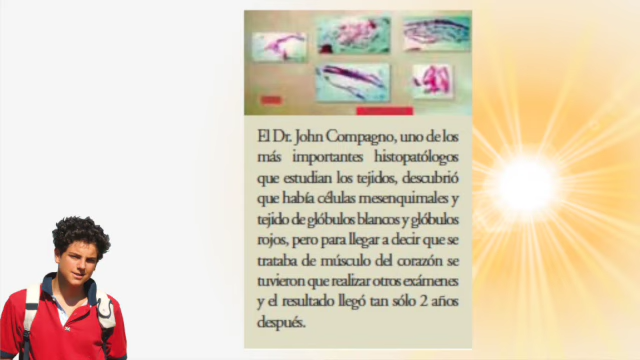 El Dr. John Compagno, uno de los
más importantes histopatólogos
que estudian los tejidos, descubrió
que había células mesenquimales y
tejido de glóbulos blancos y glóbulos
rojos, pero para llegar a decir que se
trataba de músculo del corazón se
tuvieron que realizar otros exámenes
y el resultado llegó tan sólo 2 años
después.